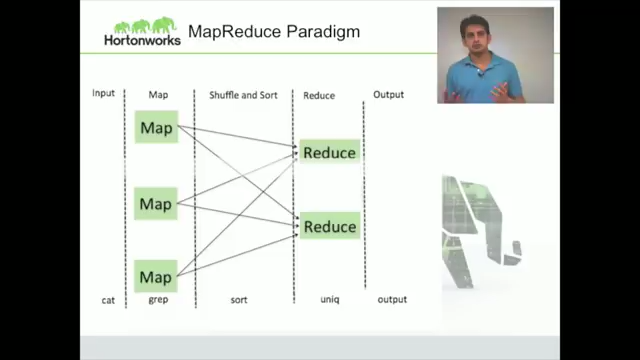 Hortonworks
MapReduce Paradigm
Input Map Shuffle and Sort Reduce Output
Map
Reduce
Map
Reduce
Map
cat grep sort uniq output